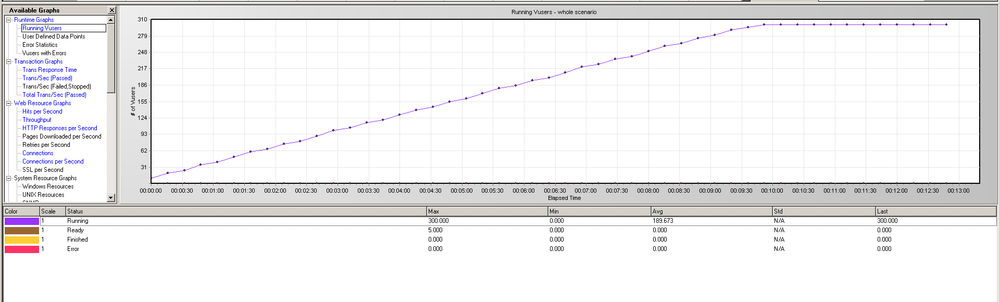 Available Graphs
Runtime Graphs
Running Vusers
User Defined Data Points
Error Statistics
Vusers with Errors
Transaction Graphs
Trans Response Time
Trans/Sec (Passed)
Trans/Sec (Failed,Stopped)
Total Trans/Sec (Passed)
Web Resource Graphs
Hits per Second
Throughput
HTTP Responses per Second
Pages Downloaded per Second
Retries per Second
Connections
Connections per Second
SSL per Second
System Resource Graphs
Windows Resources
UNIX Resources
Running Vusers - whole scenario
310
279
248
217
186
155
124
93
62
31
# of Vusers
00:00:00 00:00:30 00:01:00 00:01:30 00:02:00 00:02:30 00:03:00 00:03:30 00:04:00 00:04:30 00:05:00 00:05:30 00:06:00 00:06:30 00:07:00 00:07:30 00:08:00 00:08:30 00:09:00 00:09:30 00:10:00 00:10:30 00:11:00 00:11:30 00:12:00 00:12:30 00:13:00
Elapsed Time
Color Scale Status Max Min Avg Std Last
1 Running 300.000 0.000 189.673 N/A 300.000
1 Ready 5.000 0.000 0.000 N/A 0.000
1 Finished 0.000 0.000 0.000 N/A 0.000
1 Error 0.000 0.000 0.000 N/A 0.000